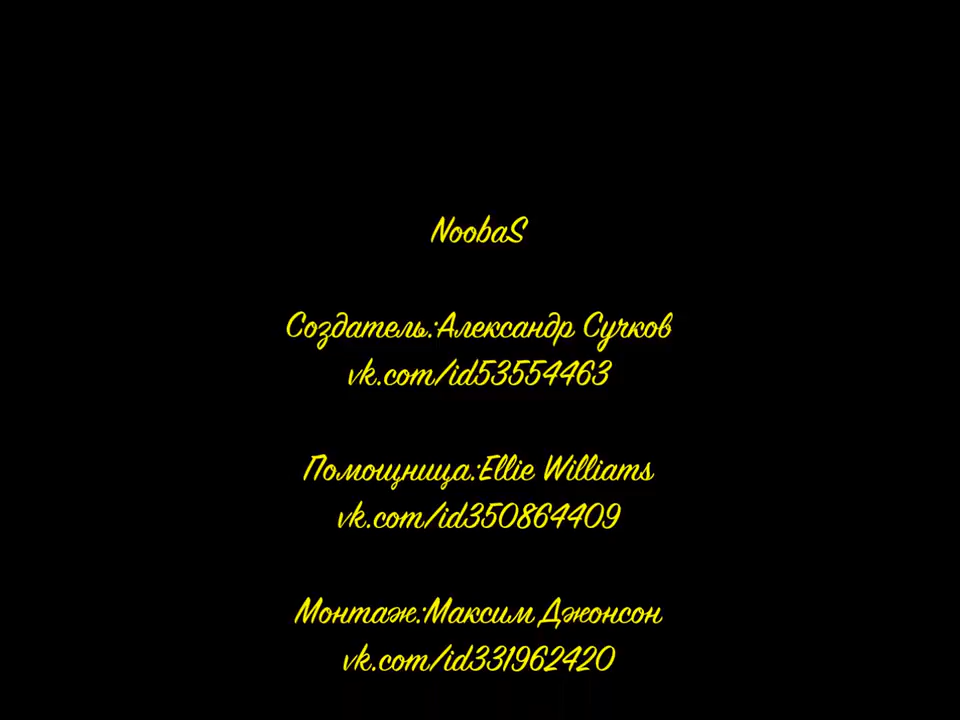 NoobaS
Создатель:Александр Сучков
vk.com/id53554463
Помощница:Ellie Williams
vk.com/id350864409
Монтаж:Максим Джонсон
vk.com/id331962420